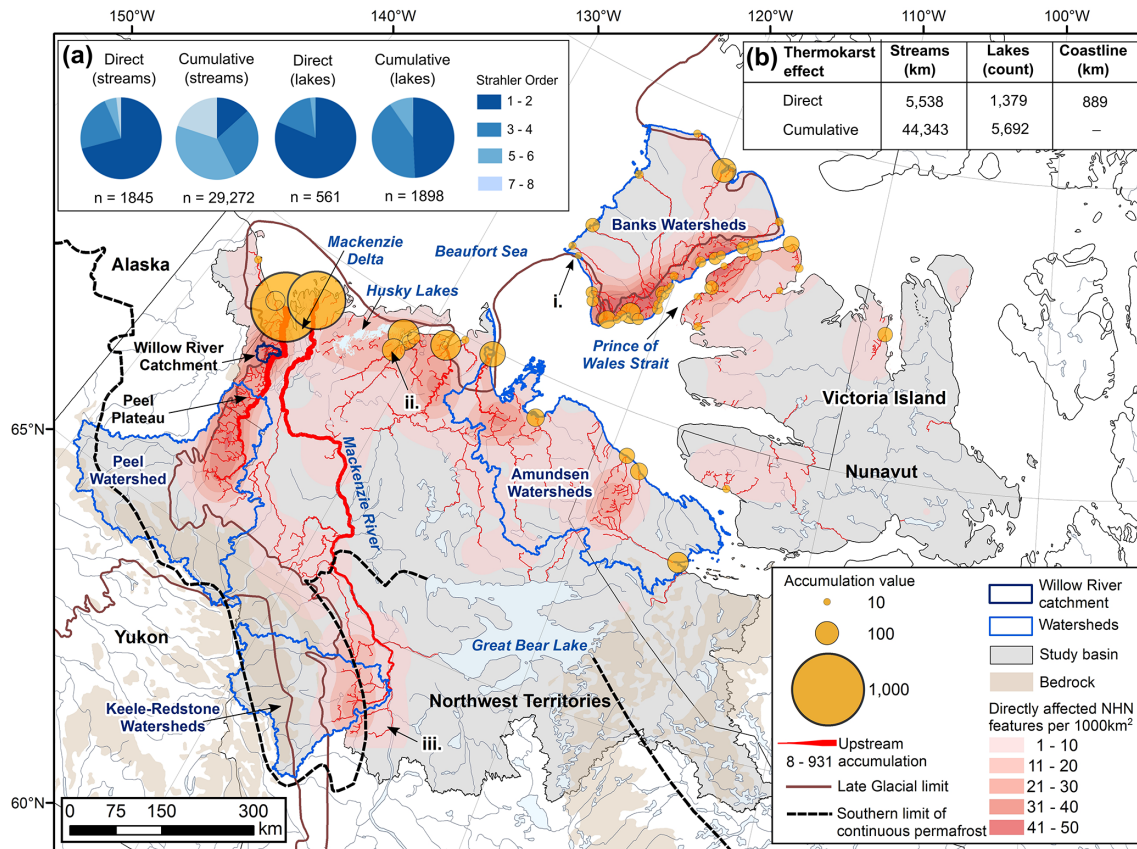 150°W
140°W
130°W
120°W
110°W
100°W
(a)
Direct
(streams)
Cumulative
(streams)
Direct
(lakes)
Cumulative
(lakes)
Strahler Order
1 - 2
3 - 4
5 - 6
7 - 8
n = 1845
n = 29,272
n = 561
n = 1898
(b)
Thermokarst
effect
Streams
(km)
Lakes
(count)
Coastline
(km)
Direct 5,538 1,379 889
Cumulative 44,343 5,692 –
Alaska
Mackenzie
Delta
Beaufort Sea
Husky Lakes
Banks Watersheds
i.
Prince of
Wales Strait
Willow River
Catchment
Peel
Plateau
ii.
Victoria Island
65°N
Peel
Watershed
Mackenzie River
Amundsen
Watersheds
Nunavut
Yukon
Great Bear Lake
Keele-Redstone
Watersheds
Northwest Territories
iii.
60°N
0 75 150 300
km
Accumulation value
10
100
1,000
Upstream
accumulation
8 - 931
Late Glacial limit
Southern limit of
continuous permafrost
Willow River
catchment
Watersheds
Study basin
Bedrock
Directly affected NHN
features per 1000km²
1 - 10
11 - 20
21 - 30
31 - 40
41 - 50